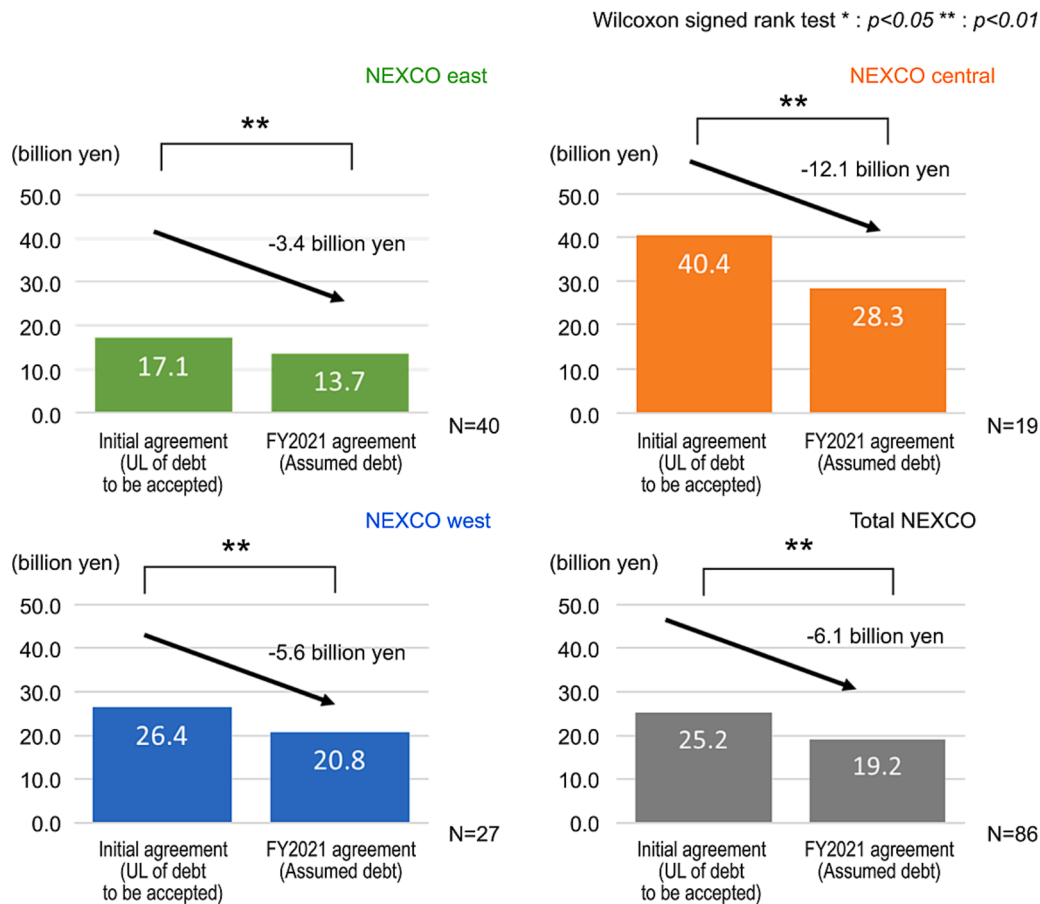 Wilcoxon signed rank test * : p<0.05 ** : p<0.01
NEXCO east
**
(billion yen)
50.0
40.0
30.0
20.0
10.0
0.0
-3.4 billion yen
17.1
13.7
N=40
Initial agreement
(UL of debt
to be accepted)
FY2021 agreement
(Assumed debt)
NEXCO central
**
(billion yen)
50.0
40.0
30.0
20.0
10.0
0.0
-12.1 billion yen
40.4
28.3
N=19
Initial agreement
(UL of debt
to be accepted)
FY2021 agreement
(Assumed debt)
NEXCO west
**
(billion yen)
50.0
40.0
30.0
20.0
10.0
0.0
-5.6 billion yen
26.4
20.8
N=27
Initial agreement
(UL of debt
to be accepted)
FY2021 agreement
(Assumed debt)
Total NEXCO
**
(billion yen)
50.0
40.0
30.0
20.0
10.0
0.0
-6.1 billion yen
25.2
19.2
N=86
Initial agreement
(UL of debt
to be accepted)
FY2021 agreement
(Assumed debt)